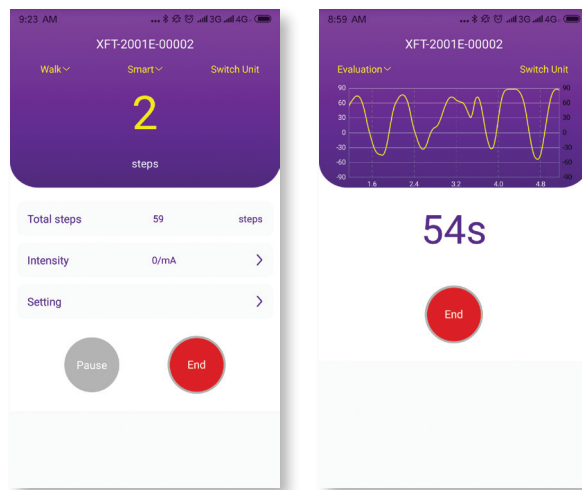 9:23 AM ... 3G 4G
XFT-2001E-00002
Walk Smart Switch Unit
2
steps
Total steps 59 steps
Intensity 0/mA
Setting
Pause End
8:59 AM ... 3G 4G
XFT-2001E-00002
Evaluation Switch Unit
90 90
60 60
30 30
0 0
-30 -30
-60 -60
-90 -90
1.6 2.4 3.2 4.0 4.8
54s
End